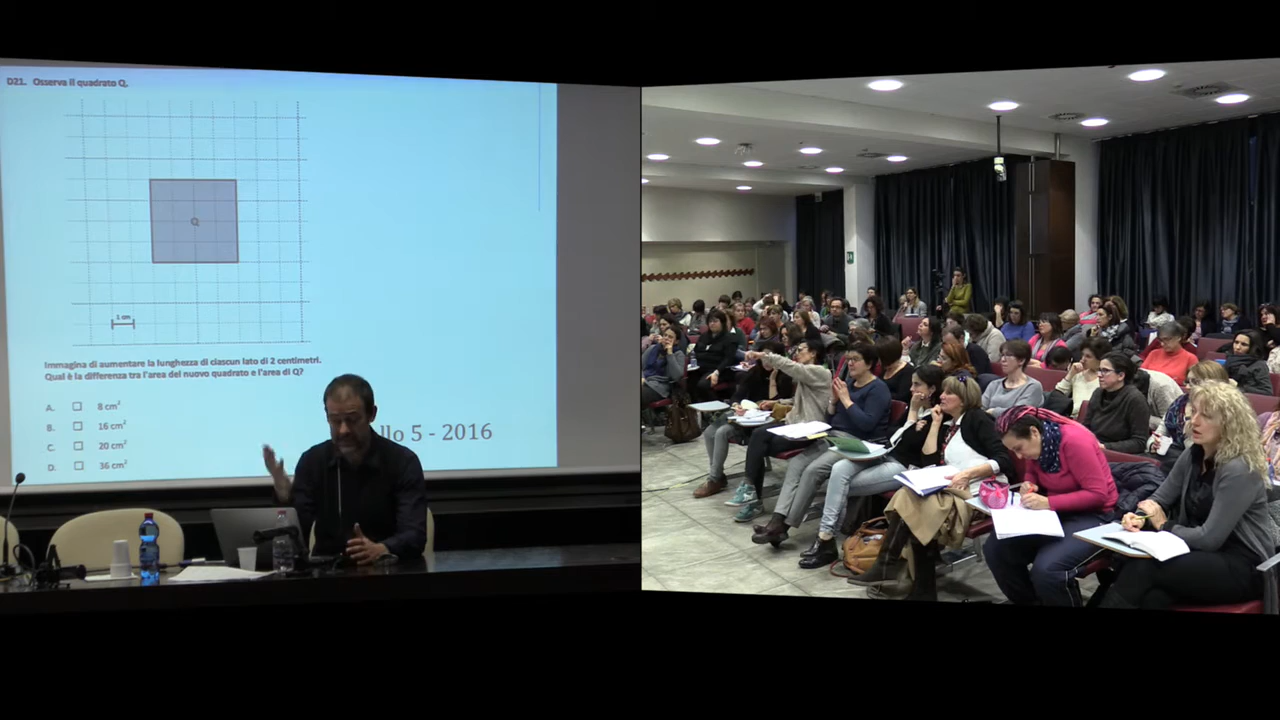 D21. Osserva il quadrato Q.
Q
1 cm
Immagina di aumentare la lunghezza di ciascun lato di 2 centimetri.
Qual è la differenza tra l'area del nuovo quadrato e l'area di Q?
A. 8 cm²
B. 16 cm²
C. 20 cm²
D. 36 cm²
llo 5 - 2016